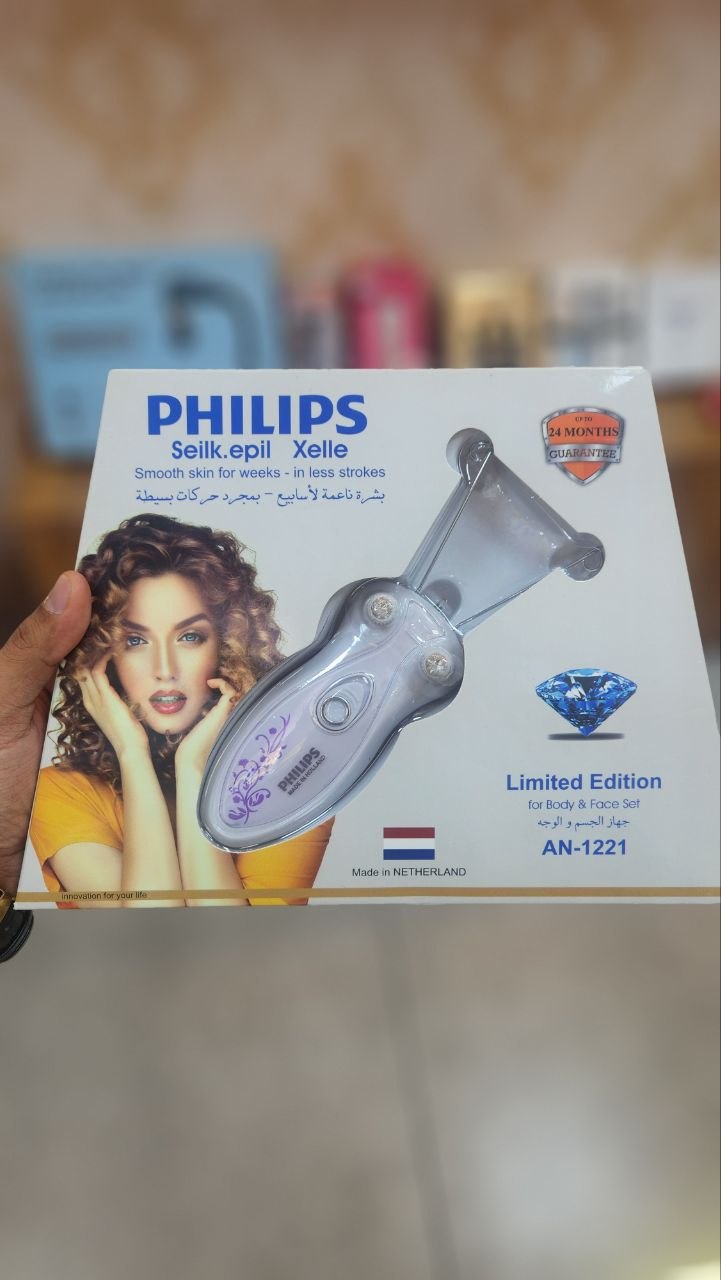 PHILIPS
Seilk.epil Xelle
Smooth skin for weeks - in less strokes
بشرة ناعمة لأسابيع - بمجرد حركات بسيطة
UP TO
24 MONTHS
GUARANTEE
PHILIPS
MADE IN HOLLAND
Limited Edition
for Body & Face Set
جهاز الجسم و الوجه
AN-1221
Made in NETHERLAND
innovation for your life